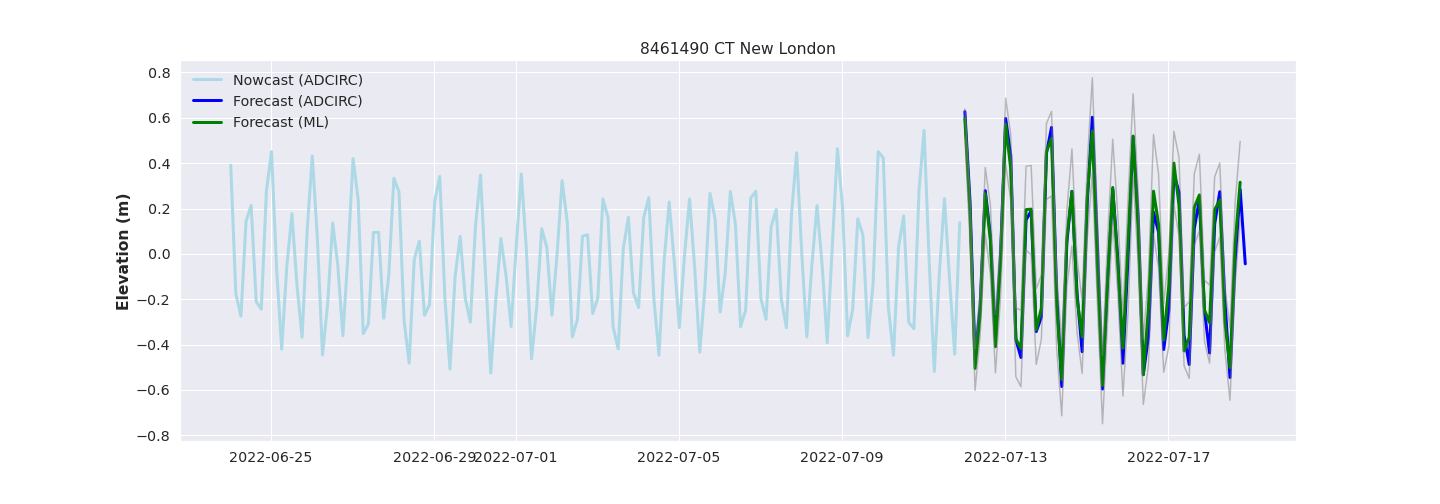 8461490 CT New London
Nowcast (ADCIRC)
Forecast (ADCIRC)
Forecast (ML)
Elevation (m)
0.8
0.6
0.4
0.2
0.0
−0.2
−0.4
−0.6
−0.8
2022-06-25 2022-06-29 2022-07-01 2022-07-05 2022-07-09 2022-07-13 2022-07-17